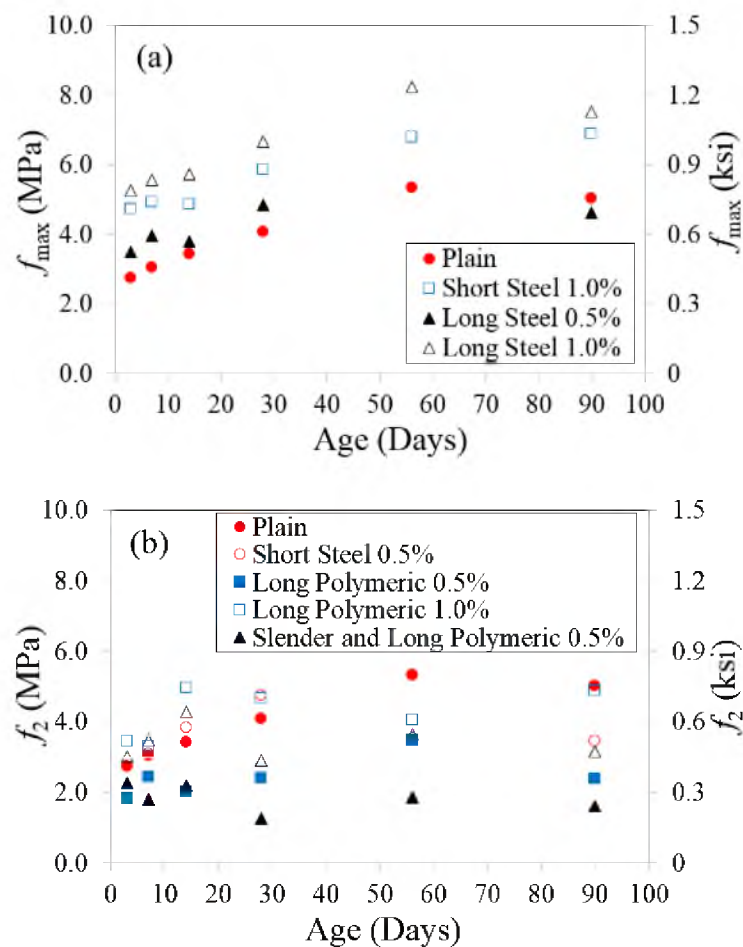 (a)
10.0
8.0
6.0
4.0
2.0
0.0
f max (MPa)
1.5
1.2
0.9
0.6
0.3
0
f max (ksi)
Plain
Short Steel 1.0%
Long Steel 0.5%
Long Steel 1.0%
0 10 20 30 40 50 60 70 80 90 100
Age (Days)
(b)
10.0
8.0
6.0
4.0
2.0
0.0
f2 (MPa)
1.5
1.2
0.9
0.6
0.3
0
f2 (ksi)
Plain
Short Steel 0.5%
Long Polymeric 0.5%
Long Polymeric 1.0%
Slender and Long Polymeric 0.5%
0 10 20 30 40 50 60 70 80 90 100
Age (Days)